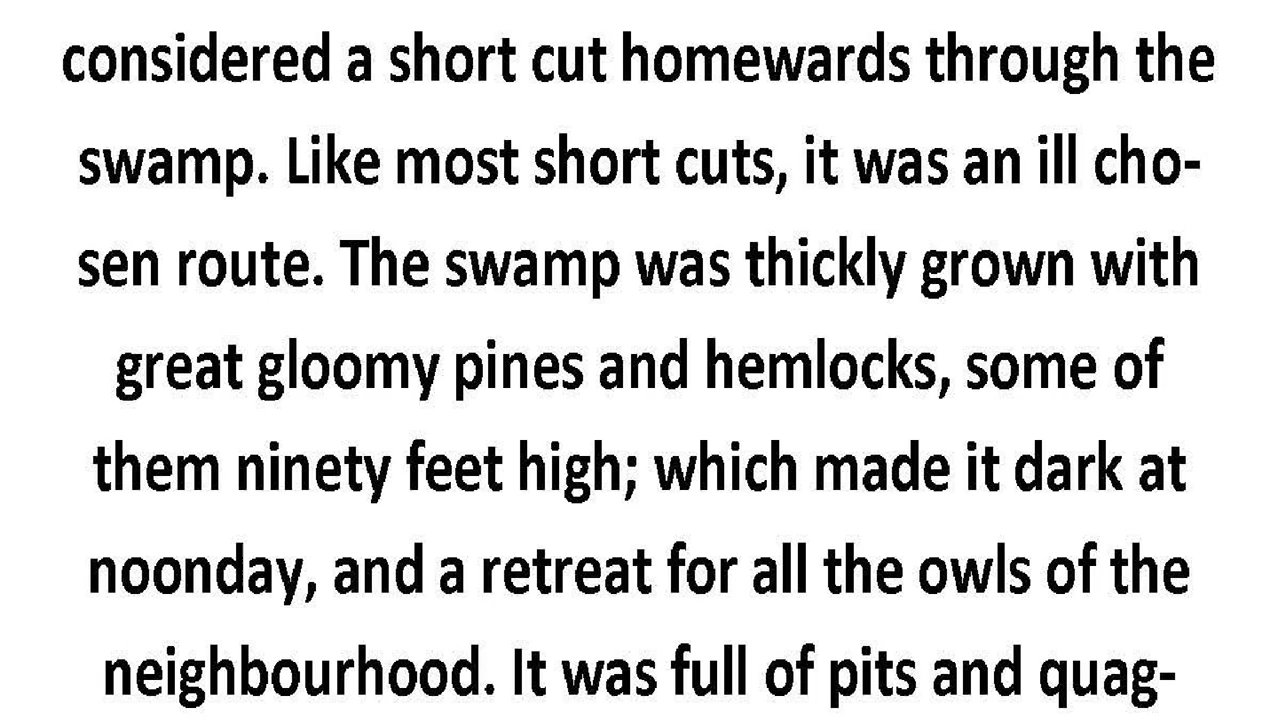 considered a short cut homewards through the
swamp. Like most short cuts, it was an ill cho-
sen route. The swamp was thickly grown with
great gloomy pines and hemlocks, some of
them ninety feet high; which made it dark at
noonday, and a retreat for all the owls of the
neighbourhood. It was full of pits and quag-